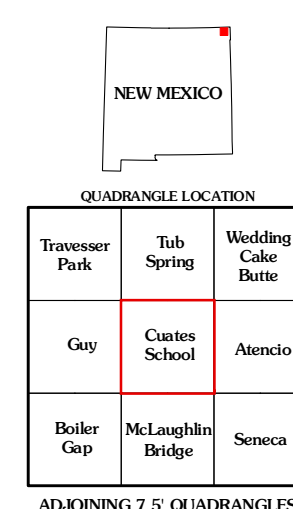 NEW MEXICO
QUADRANGLE LOCATION
Travesser
Park
Tub
Spring
Wedding
Cake
Butte
Guy
Cuates
School
Atencio
Boiler
Gap
McLaughlin
Bridge
Seneca
ADJOINING 7.5' QUADRANGLES